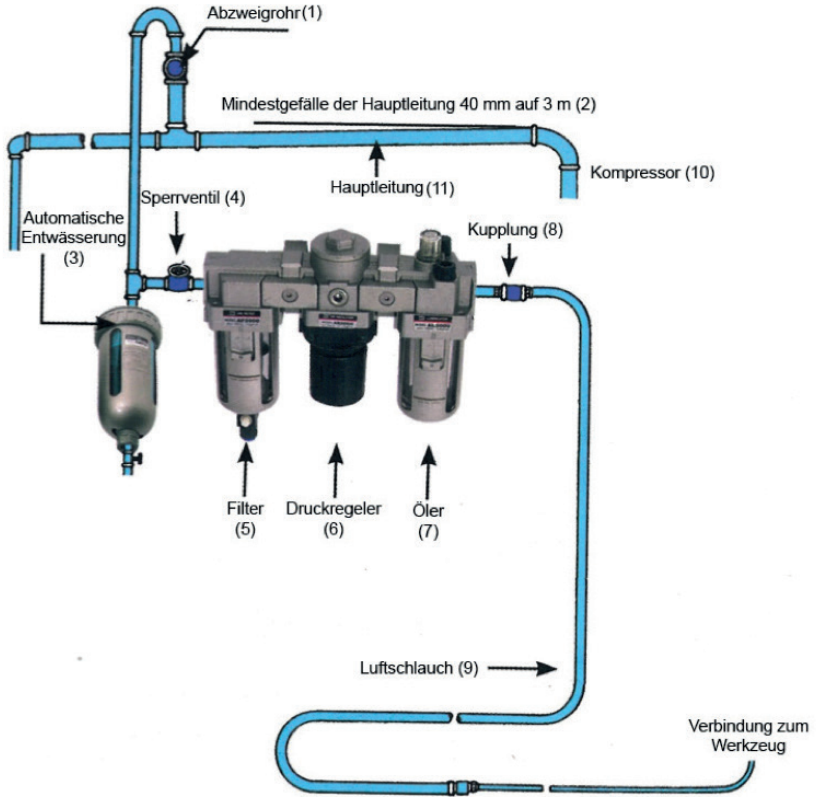 Abzweigrohr (1)
Mindestgefälle der Hauptleitung 40 mm auf 3 m (2)
Kompressor (10)
Hauptleitung (11)
Sperrventil (4)
Automatische
Entwässerung
(3)
Kupplung (8)
Filter
(5)
Druckregeler
(6)
Öler
(7)
Luftschlauch (9)
Verbindung zum
Werkzeug